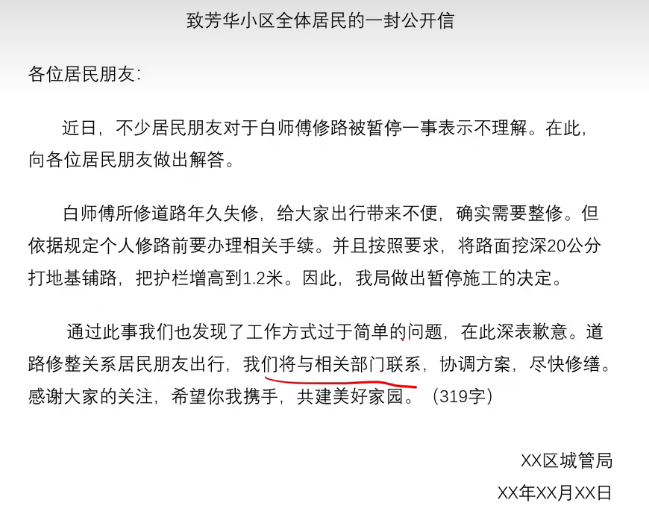 致芳华小区全体居民的一封公开信
各位居民朋友：
近日，不少居民朋友对于白师傅修路被暂停一事表示不理解。在此，
向各位居民朋友做出解答。
白师傅所修道路年久失修，给大家出行带来不便，确实需要整修。但
依据规定个人修路前要办理相关手续。并且按照要求，将路面挖深20公分
打地基铺路，把护栏增高到1.2米。因此，我局做出暂停施工的决定。
通过此事我们也发现了工作方式过于简单的问题，在此深表歉意。道
路修整关系居民朋友出行，我们将与相关部门联系，协调方案，尽快修缮。
感谢大家的关注，希望你我携手，共建美好家园。（319字）
XX区城管局
XX年XX月XX日